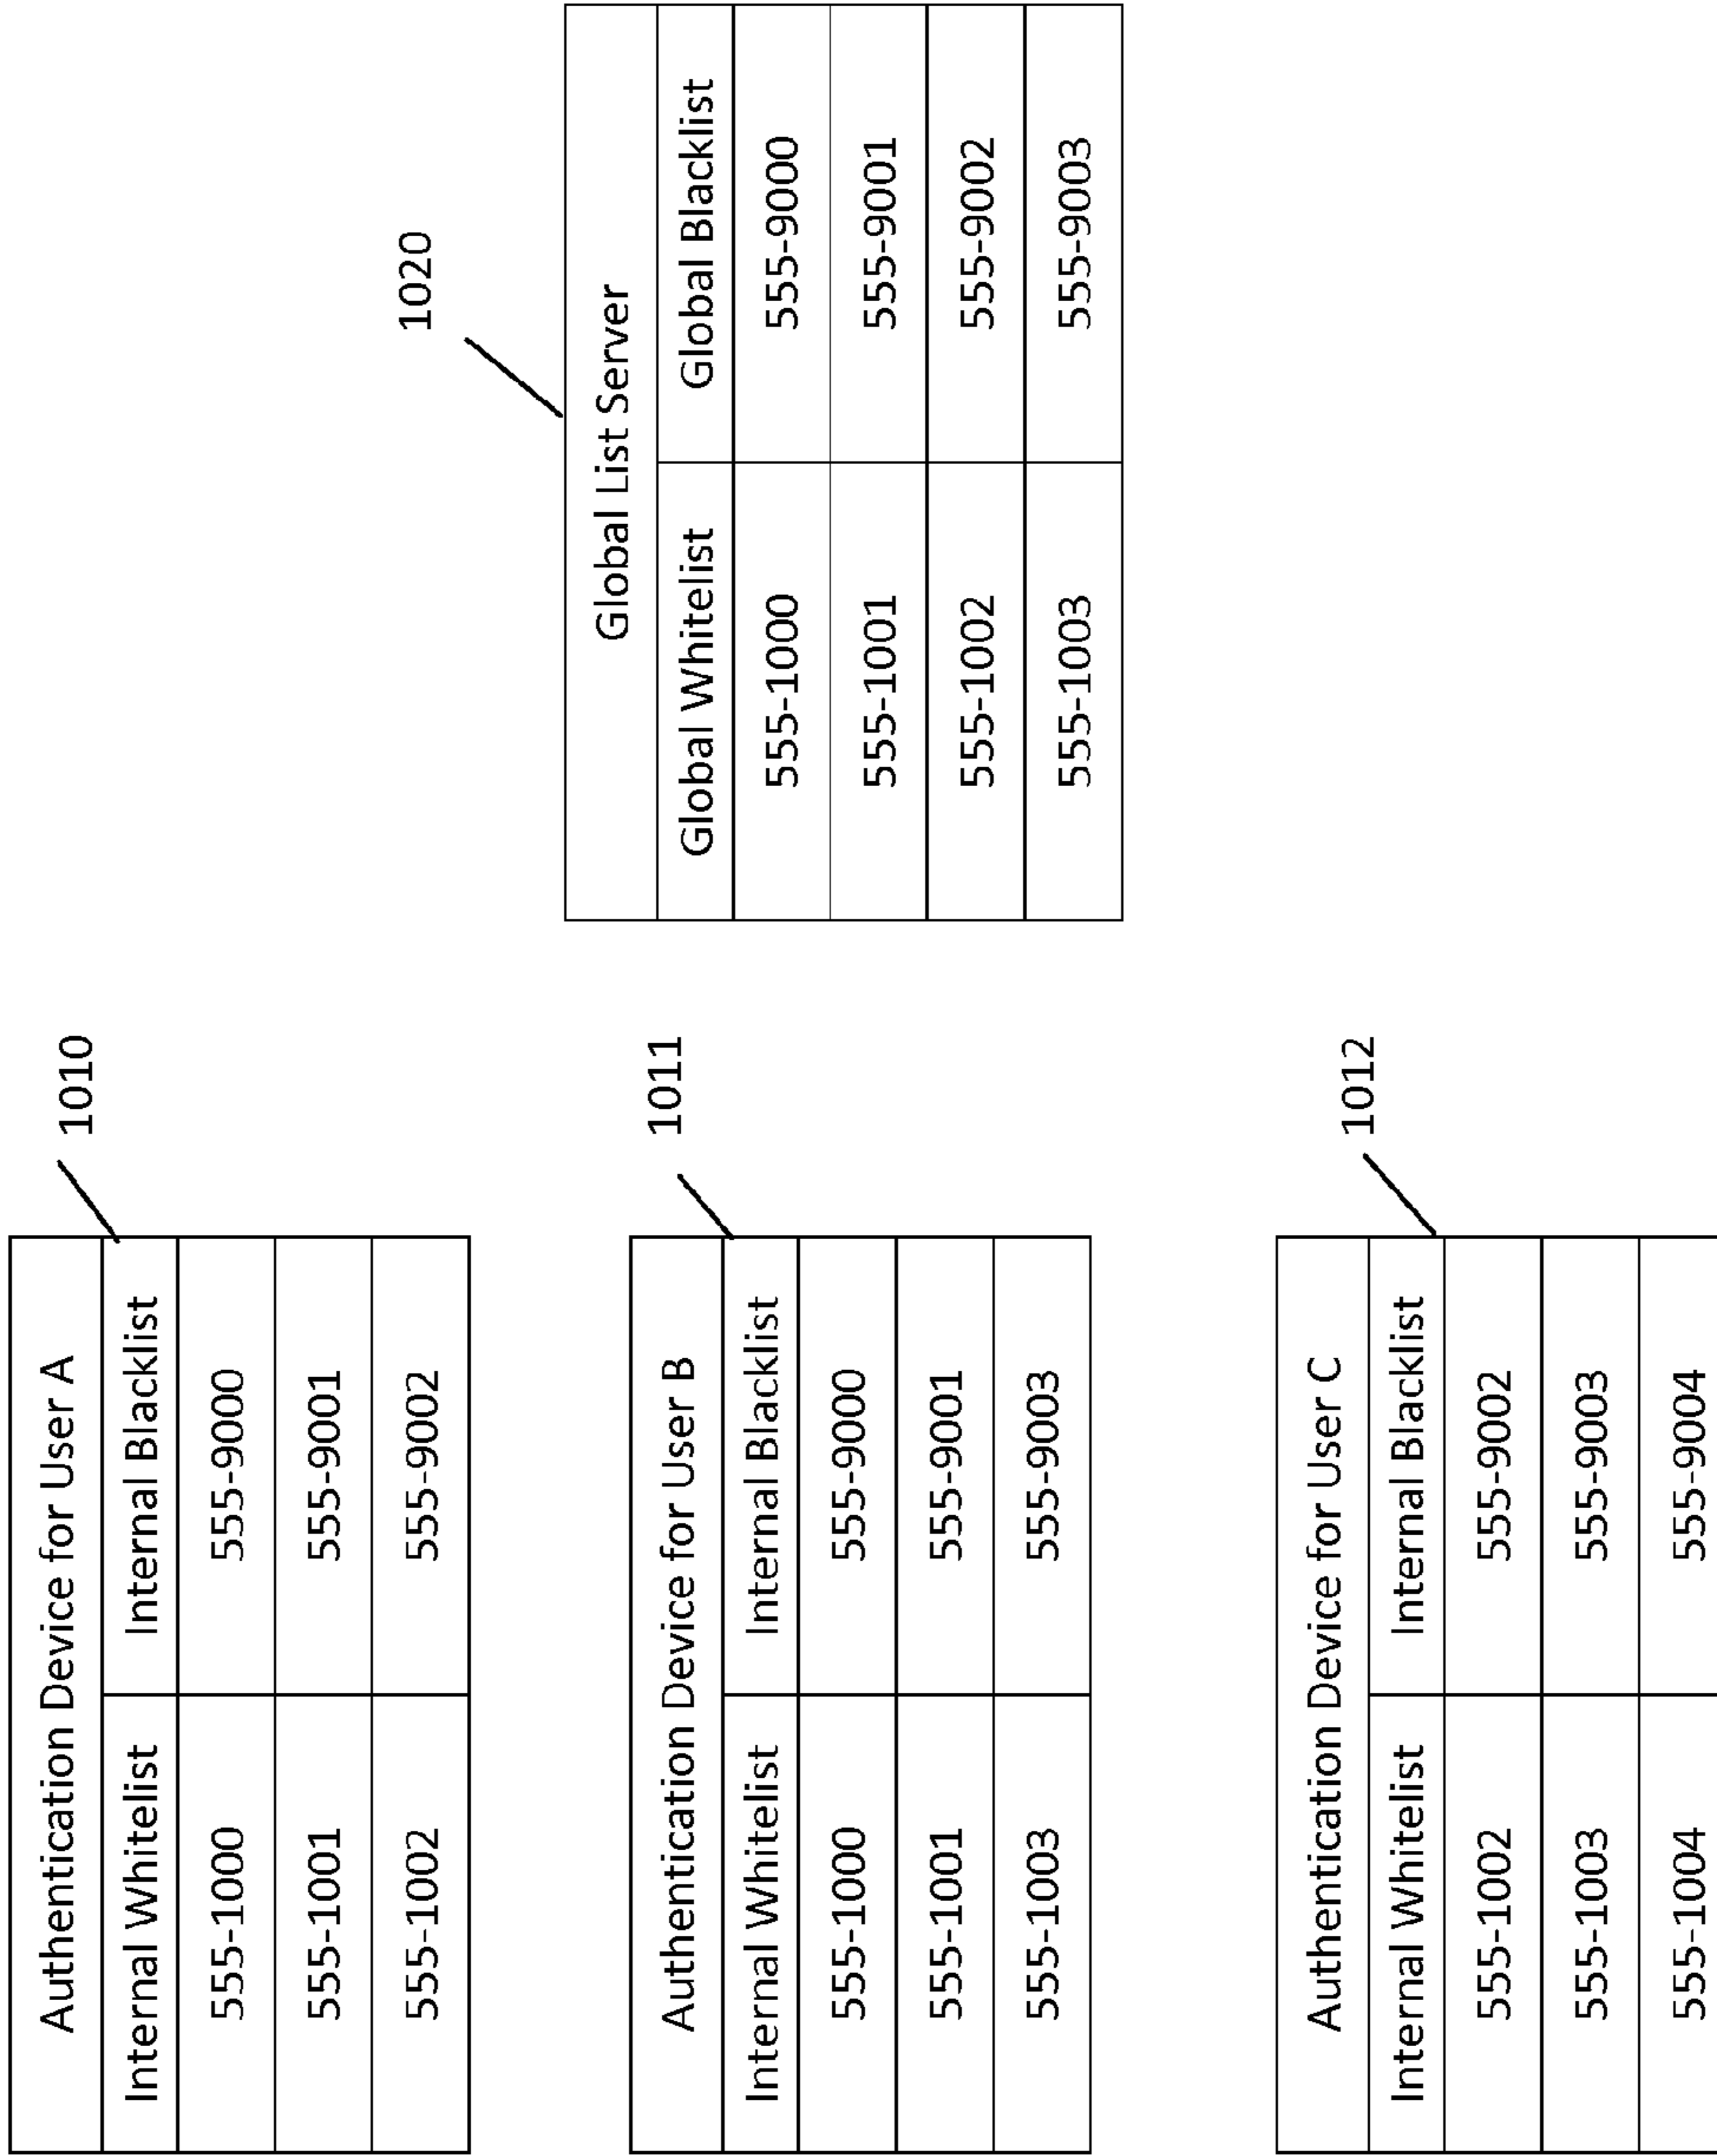 1010
Authentication Device for User A
Internal Whitelist Internal Blacklist
555-1000 555-9000
555-1001 555-9001
555-1002 555-9002
1011
Authentication Device for User B
Internal Whitelist Internal Blacklist
555-1000 555-9000
555-1001 555-9001
555-1003 555-9003
1012
Authentication Device for User C
Internal Whitelist Internal Blacklist
555-1002 555-9002
555-1003 555-9003
555-1004 555-9004
1020
Global List Server
Global Whitelist Global Blacklist
555-1000 555-9000
555-1001 555-9001
555-1002 555-9002
555-1003 555-9003